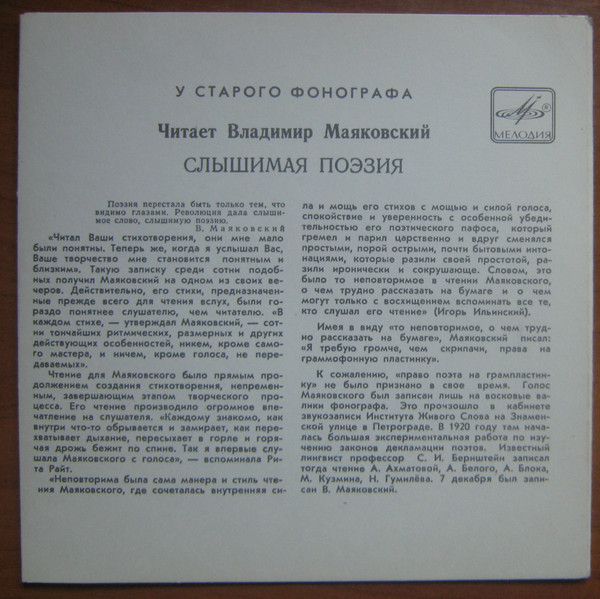 У СТАРОГО ФОНОГРАФА
МЕЛОДИЯ
Читает Владимир Маяковский
СЛЫШИМАЯ ПОЭЗИЯ
Поэзия перестала быть только тем, что
видимо глазами. Революция дала слыши-
мое слово, слышимую поэзию.
В. Маяковский
«Читал Ваши стихотворения, они мне мало
были понятны. Теперь же, когда я услышал Вас,
Ваше творчество мне становится понятным и
близким». Такую записку среди сотни подоб-
ных получил Маяковский на одном из своих ве-
черов. Действительно, его стихи, предназначен-
ные прежде всего для чтения вслух, были го-
раздо понятнее слушателю, чем читателю. «В
каждом стихе, — утверждал Маяковский, — сот-
ни тончайших ритмических, размерных и других
действующих особенностей, никем, кроме само-
го мастера, и ничем, кроме голоса, не пере-
даваемых».
Чтение для Маяковского было прямым про-
должением создания стихотворения, непремен-
ным, завершающим этапом творческого про-
цесса. Его чтение производило огромное впе-
чатление на слушателя. «Каждому знакомо, как
внутри что-то обрывается и замирает, как пере-
хватывает дыхание, пересыхает в горле и горя-
чая дрожь бежит по спине. Так я впервые слу-
шала Маяковского с голоса», — вспоминала Ри-
та Райт.
«Неповторима была сама манера и стиль чте-
ния Маяковского, где сочеталась внутренняя си-
ла и мощь его стихов с мощью и силой голоса,
спокойствие и уверенность с особенной убеди-
тельностью его поэтического пафоса, который
гремел и парил царственно и вдруг сменялся
простыми, порой острыми, почти бытовыми инто-
нациями, которые разили своей простотой, ра-
зили иронически и сокрушающе. Словом, это
было то неповторимое в чтении Маяковского,
о чем трудно рассказать на бумаге и о чем
могут только с восхищением вспоминать все те,
кто слушал его чтение» (Игорь Ильинский).
Имея в виду «то неповторимое, о чем труд-
но рассказать на бумаге», Маяковский писал:
«Я требую громче, чем скрипачи, права на
граммофонную пластинку».
К сожалению, «право поэта на грампластин-
ку» не было признано в свое время. Голос
Маяковского был записан лишь на восковые ва-
лики фонографа. Это произошло в кабинете
звукозаписи Института Живого Слова на Знамен-
ской улице в Петрограде. В 1920 году там нача-
лась большая экспериментальная работа по изу-
чению законов декламации поэтов. Известный
лингвист профессор С. И. Бернштейн записал
тогда чтение А. Ахматовой, А. Белого, А. Блока,
М. Кузмина, Н. Гумилёва. 7 декабря был запи-
сан В. Маяковский.